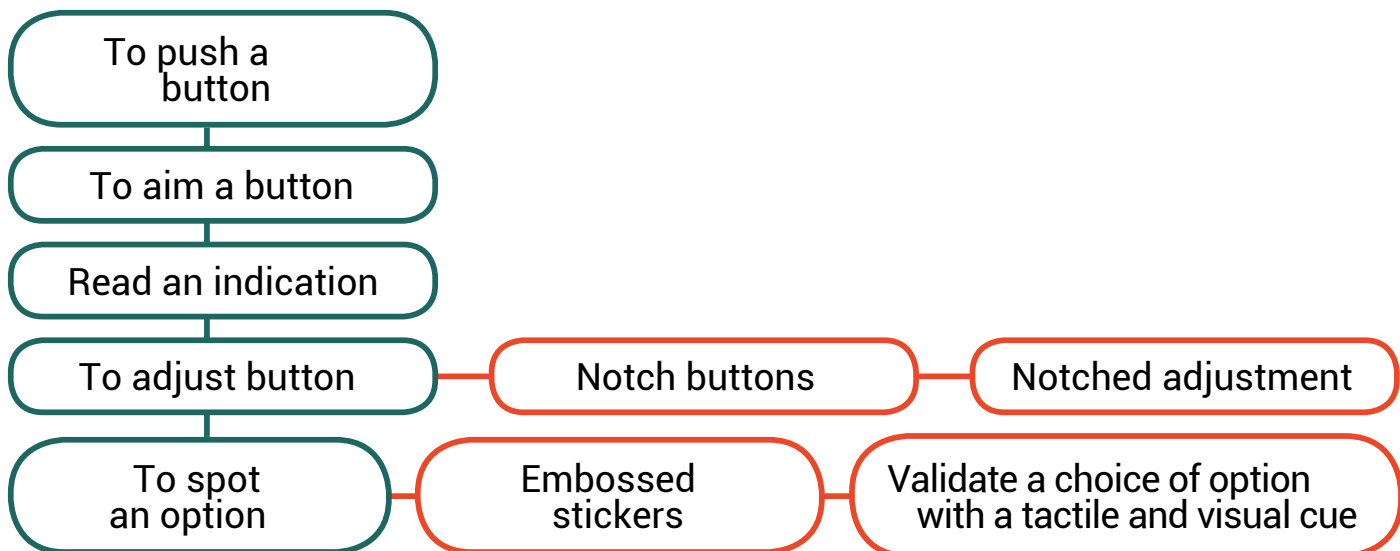 To push a
button
To aim a button
Read an indication
To adjust button
Notch buttons
Notched adjustment
To spot
an option
Embossed
stickers
Validate a choice of option
with a tactile and visual cue